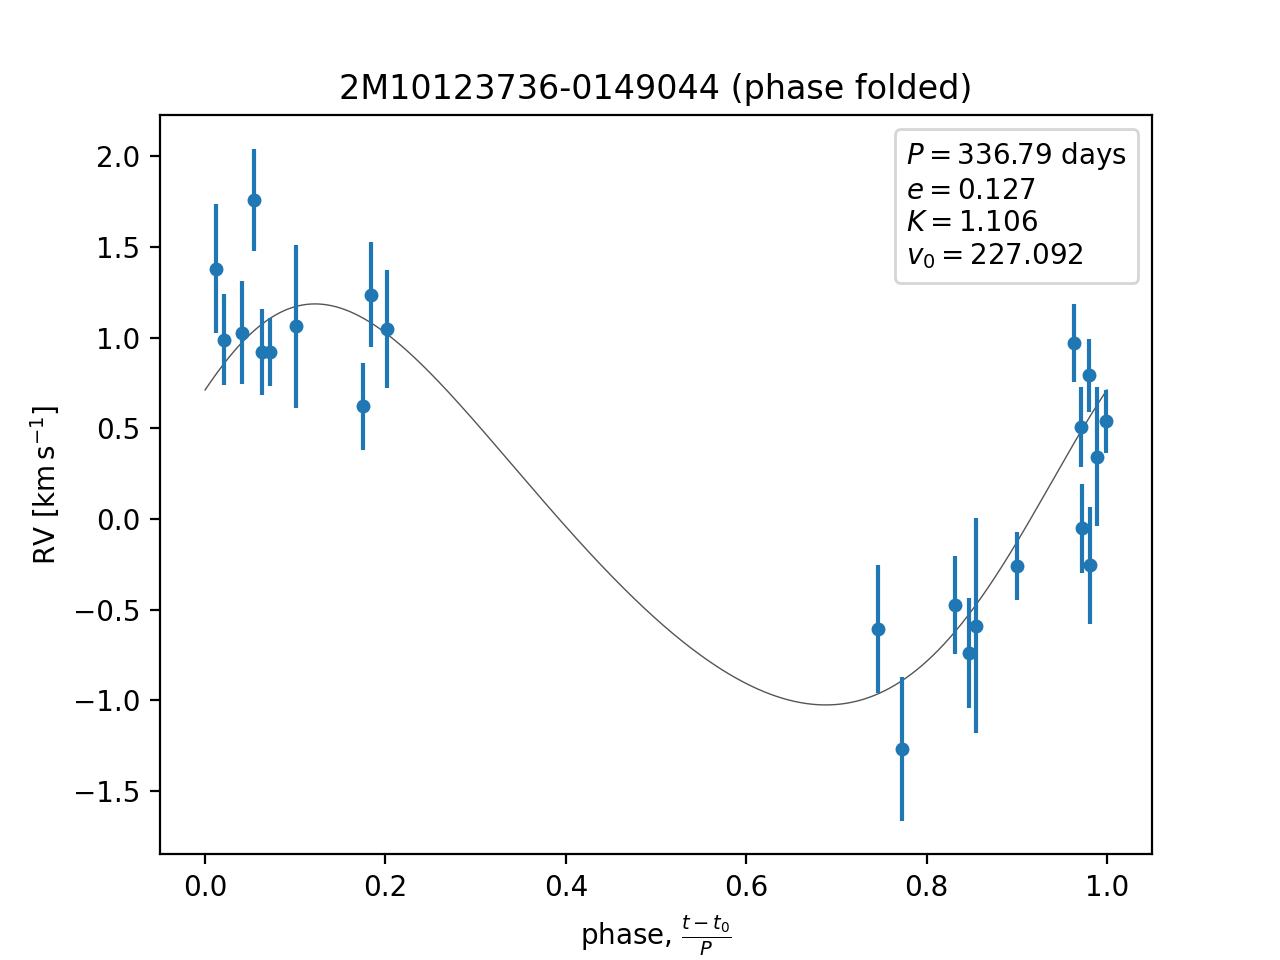 2M10123736-0149044 (phase folded)
P = 336.79 days
e = 0.127
K = 1.106
v₀ = 227.092
RV [km s⁻¹]
2.0
1.5
1.0
0.5
0.0
−0.5
−1.0
−1.5
0.0 0.2 0.4 0.6 0.8 1.0
phase, (t − t₀)/P